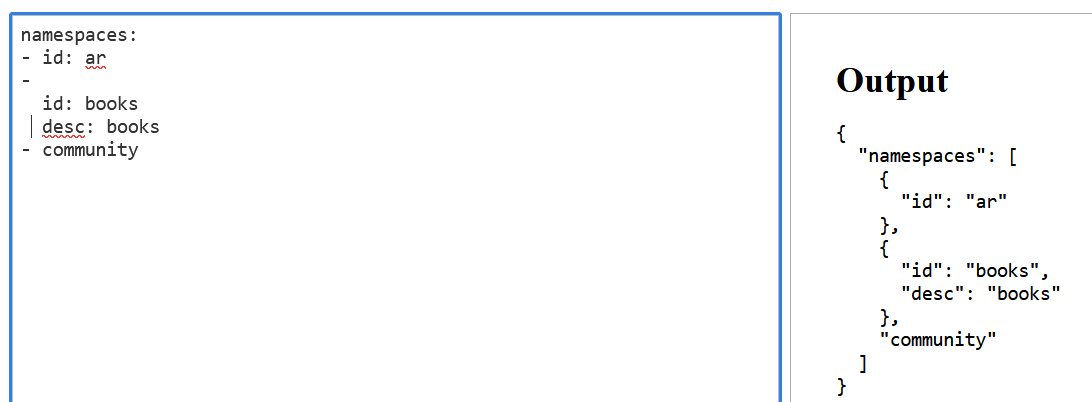 namespaces:
- id: ar
-
  id: books
  desc: books
- community
Output
{
  "namespaces": [
    {
      "id": "ar"
    },
    {
      "id": "books",
      "desc": "books"
    },
    "community"
  ]
}